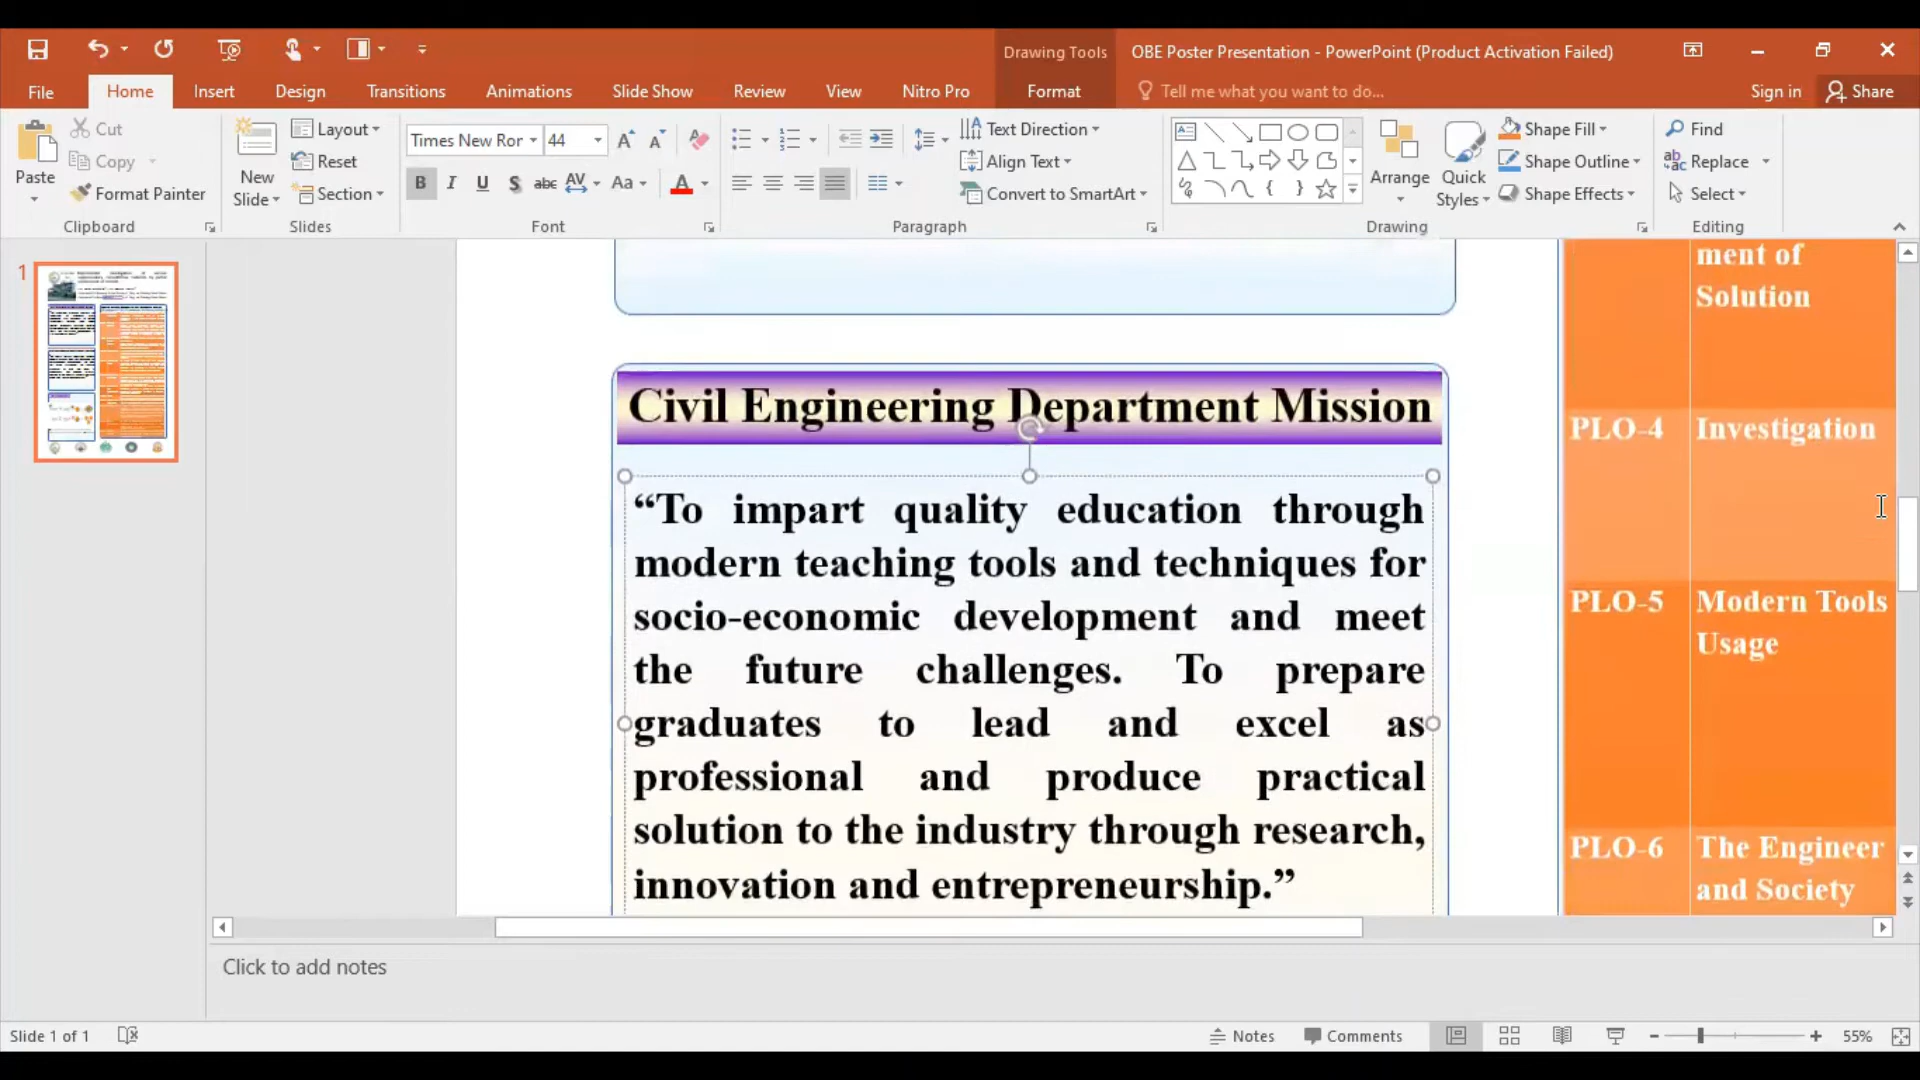 Drawing Tools
OBE Poster Presentation - PowerPoint (Product Activation Failed)
File
Home
Insert
Design
Transitions
Animations
Slide Show
Review
View
Nitro Pro
Format
Tell me what you want to do...
Sign in
Share
Paste
Cut
Copy
Format Painter
Clipboard
New
Slide
Layout
Reset
Section
Slides
Times New Ror
44
Font
Text Direction
Align Text
Convert to SmartArt
Paragraph
Arrange
Quick
Styles
Shape Fill
Shape Outline
Shape Effects
Drawing
Find
Replace
Select
Editing
1
Civil Engineering Department Mission
“To impart quality education through
modern teaching tools and techniques for
socio-economic development and meet
the future challenges. To prepare
graduates to lead and excel as
professional and produce practical
solution to the industry through research,
innovation and entrepreneurship.”
ment of
Solution
PLO-4
Investigation
PLO-5
Modern Tools
Usage
PLO-6
The Engineer
and Society
Click to add notes
Slide 1 of 1
Notes
Comments
55%